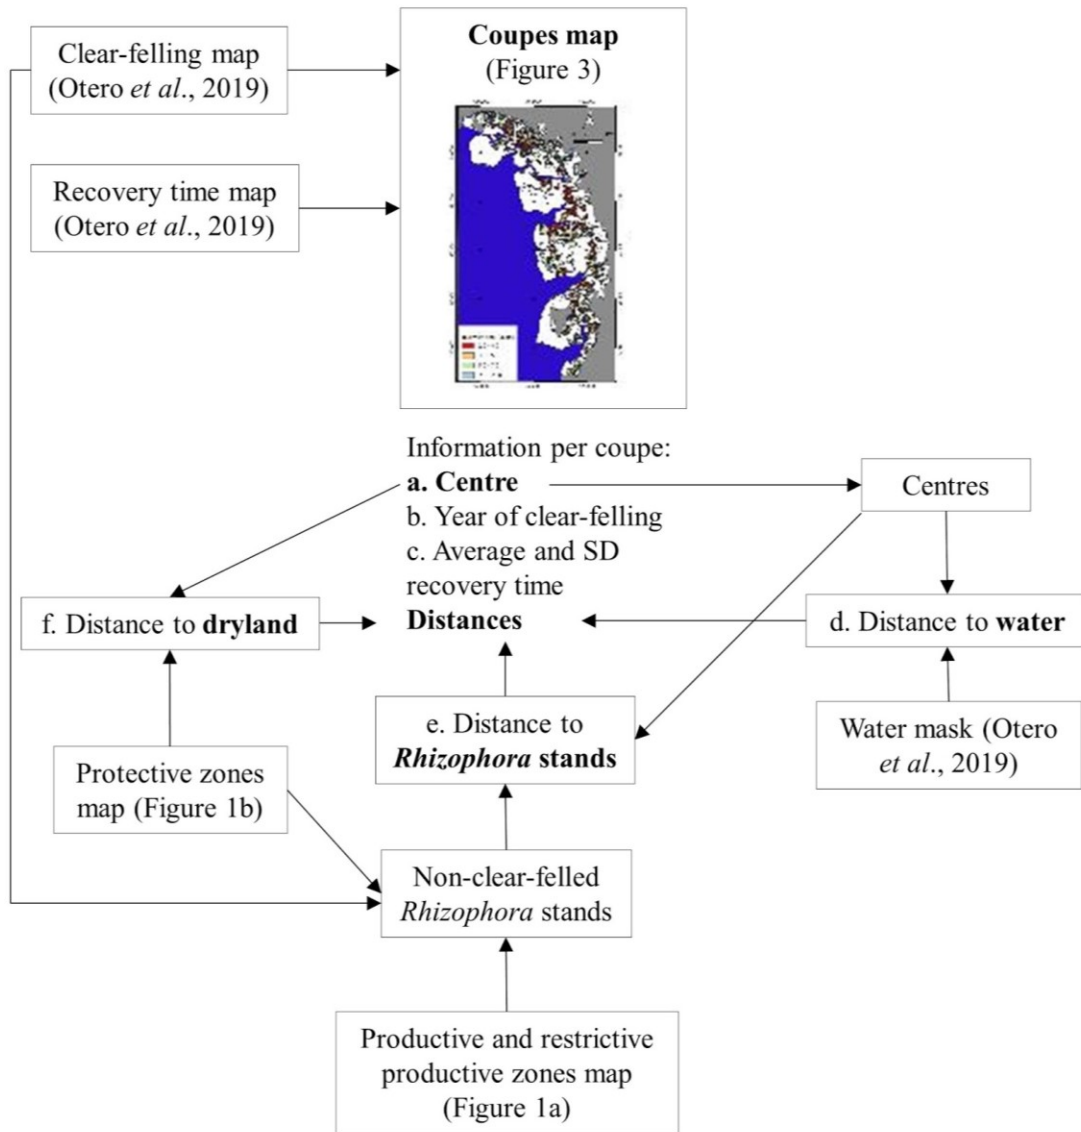 Clear-felling map
(Otero et al., 2019)
Coupes map
(Figure 3)
Recovery time map
(Otero et al., 2019)
Information per coupe:
a. Centre
b. Year of clear-felling
c. Average and SD
recovery time
Distances
Centres
f. Distance to dryland
d. Distance to water
e. Distance to
Rhizophora stands
Water mask (Otero
et al., 2019)
Protective zones
map (Figure 1b)
Non-clear-felled
Rhizophora stands
Productive and restrictive
productive zones map
(Figure 1a)